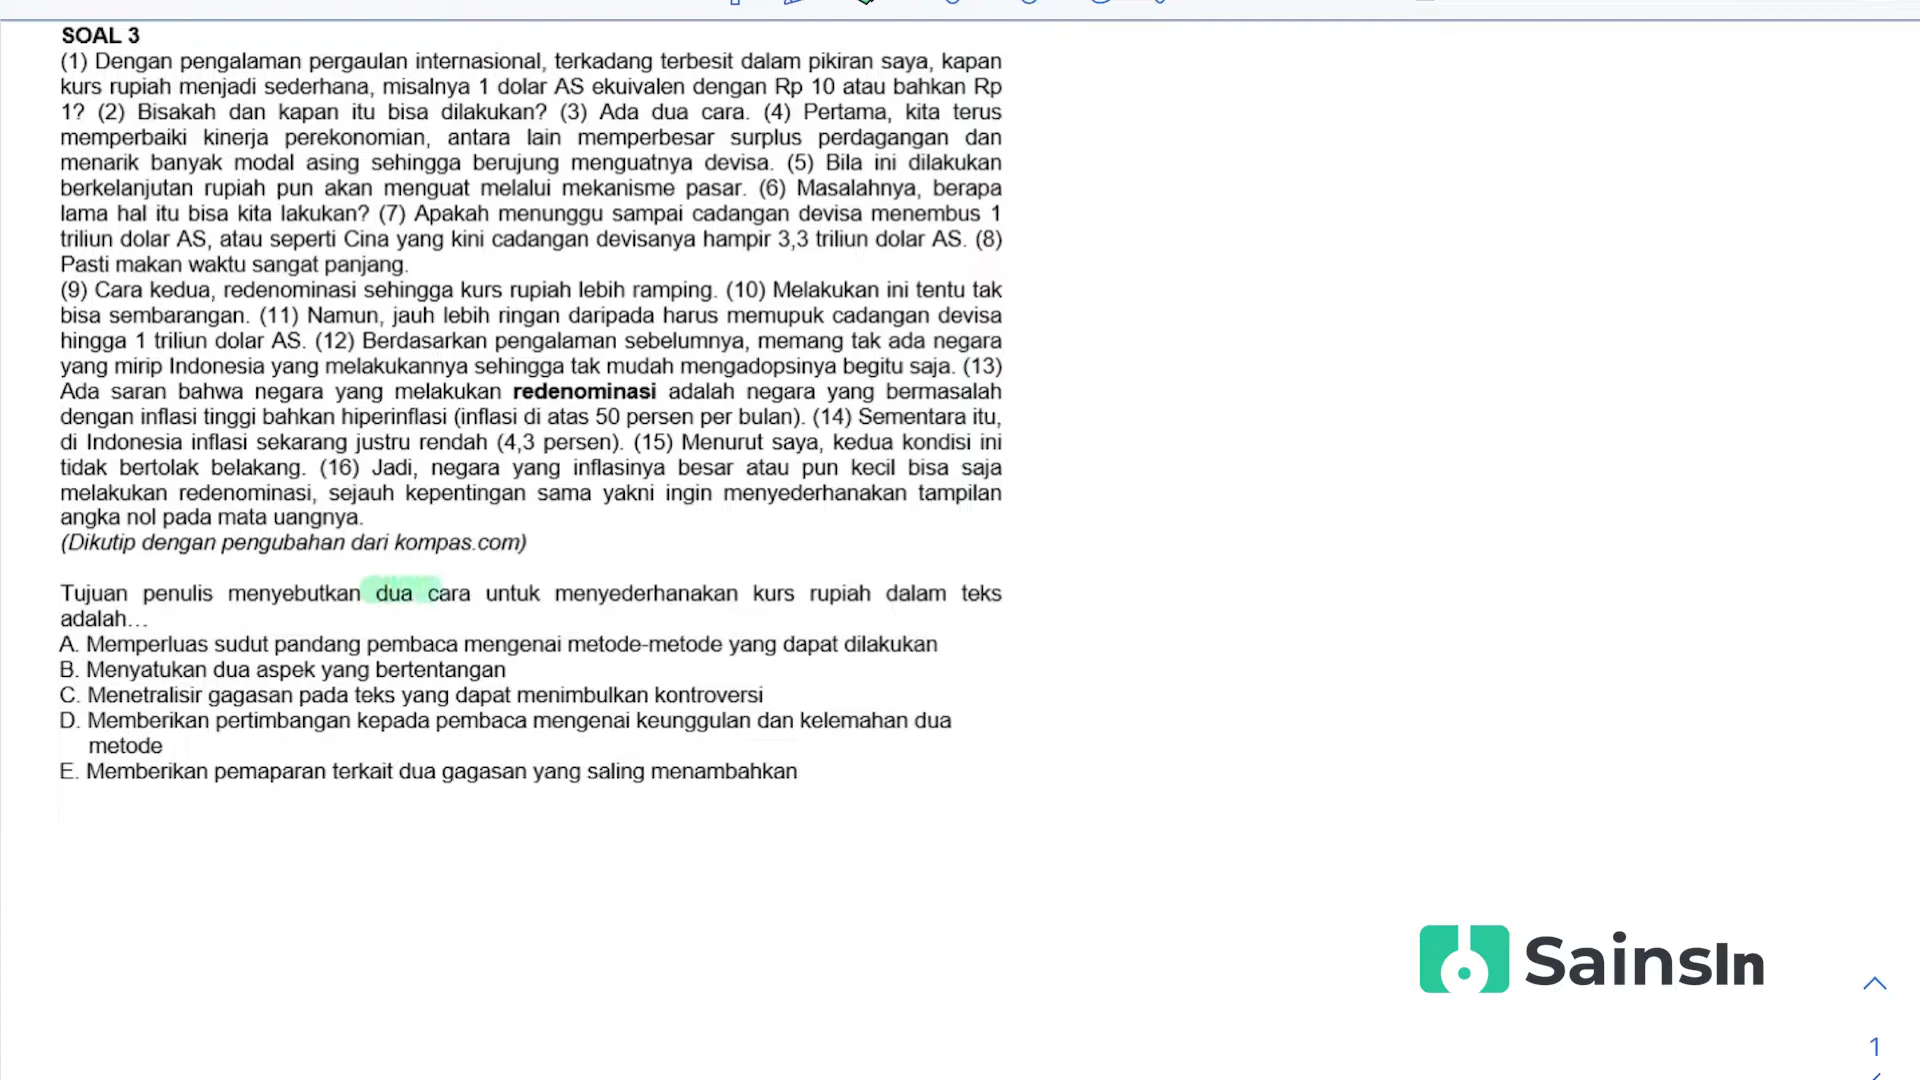 SOAL 3
(1) Dengan pengalaman pergaulan internasional, terkadang terbesit dalam pikiran saya, kapan
kurs rupiah menjadi sederhana, misalnya 1 dolar AS ekuivalen dengan Rp 10 atau bahkan Rp
1? (2) Bisakah dan kapan itu bisa dilakukan? (3) Ada dua cara. (4) Pertama, kita terus
memperbaiki kinerja perekonomian, antara lain memperbesar surplus perdagangan dan
menarik banyak modal asing sehingga berujung menguatnya devisa. (5) Bila ini dilakukan
berkelanjutan rupiah pun akan menguat melalui mekanisme pasar. (6) Masalahnya, berapa
lama hal itu bisa kita lakukan? (7) Apakah menunggu sampai cadangan devisa menembus 1
triliun dolar AS, atau seperti Cina yang kini cadangan devisanya hampir 3,3 triliun dolar AS. (8)
Pasti makan waktu sangat panjang.
(9) Cara kedua, redenominasi sehingga kurs rupiah lebih ramping. (10) Melakukan ini tentu tak
bisa sembarangan. (11) Namun, jauh lebih ringan daripada harus memupuk cadangan devisa
hingga 1 triliun dolar AS. (12) Berdasarkan pengalaman sebelumnya, memang tak ada negara
yang mirip Indonesia yang melakukannya sehingga tak mudah mengadopsinya begitu saja. (13)
Ada saran bahwa negara yang melakukan redenominasi adalah negara yang bermasalah
dengan inflasi tinggi bahkan hiperinflasi (inflasi di atas 50 persen per bulan). (14) Sementara itu,
di Indonesia inflasi sekarang justru rendah (4,3 persen). (15) Menurut saya, kedua kondisi ini
tidak bertolak belakang. (16) Jadi, negara yang inflasinya besar atau pun kecil bisa saja
melakukan redenominasi, sejauh kepentingan sama yakni ingin menyederhanakan tampilan
angka nol pada mata uangnya.
(Dikutip dengan pengubahan dari kompas.com)
Tujuan penulis menyebutkan dua cara untuk menyederhanakan kurs rupiah dalam teks
adalah...
A. Memperluas sudut pandang pembaca mengenai metode-metode yang dapat dilakukan
B. Menyatukan dua aspek yang bertentangan
C. Menetralisir gagasan pada teks yang dapat menimbulkan kontroversi
D. Memberikan pertimbangan kepada pembaca mengenai keunggulan dan kelemahan dua
metode
E. Memberikan pemaparan terkait dua gagasan yang saling menambahkan
SainsIn
1